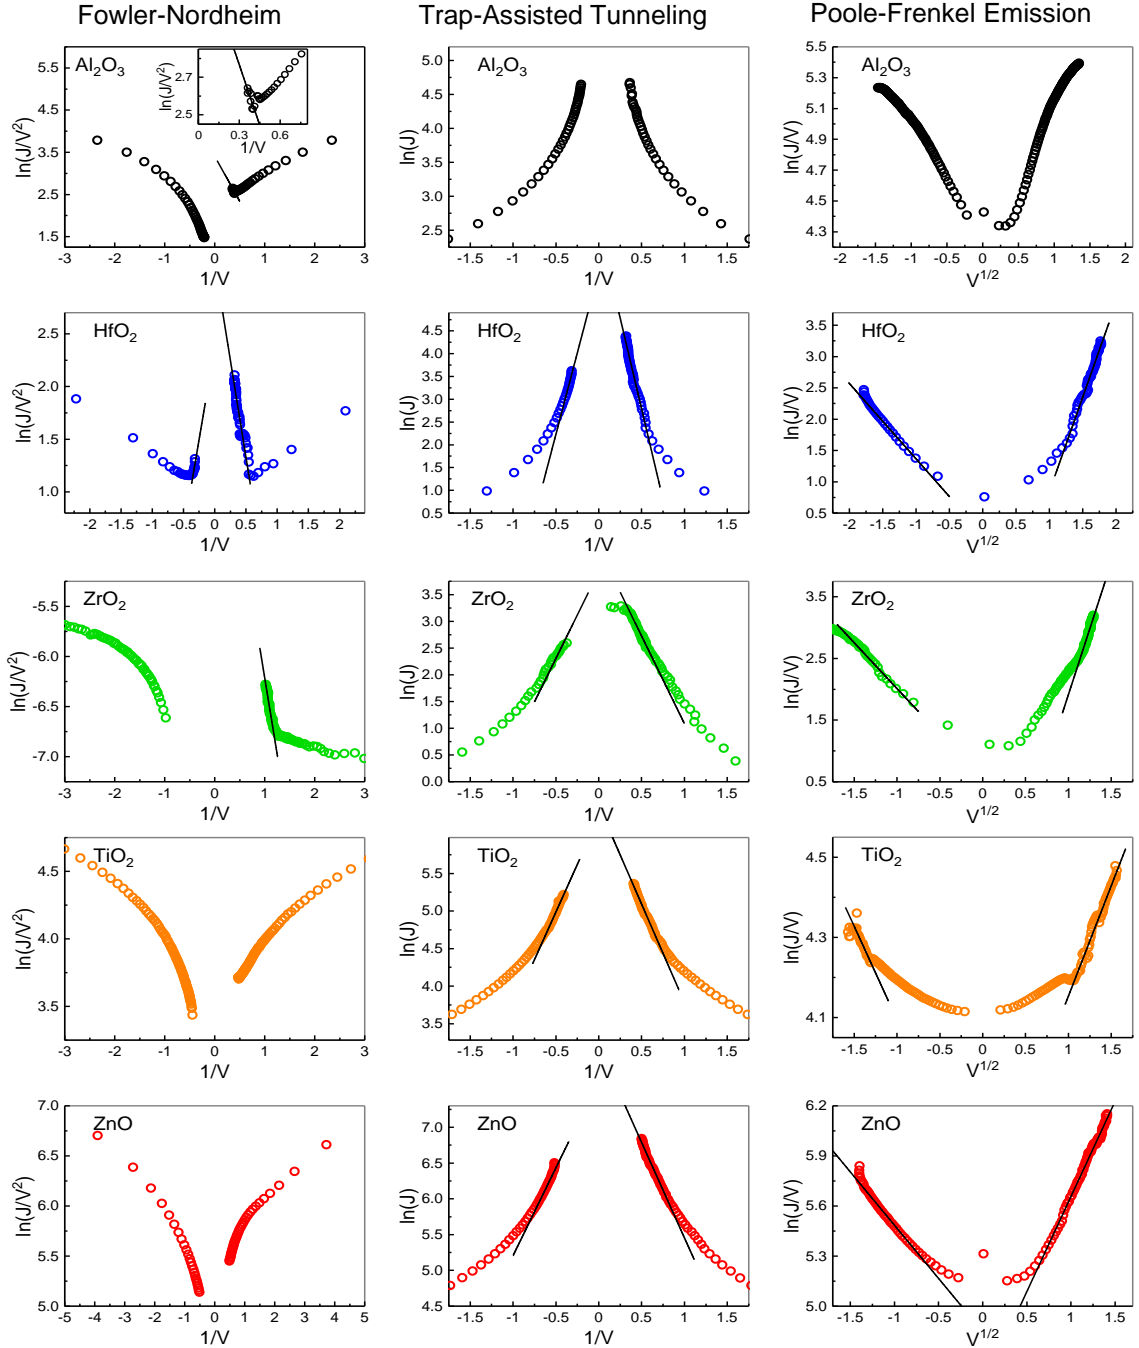 Fowler-Nordheim
Trap-Assisted Tunneling
Poole-Frenkel Emission
Al₂O₃
ln(J/V²)
5.5
4.5
3.5
2.5
1.5
-3 -2 -1 0 1 2 3
1/V
ln(J/V²)
2.7
2.5
0 0.3 0.6
1/V
Al₂O₃
ln(J)
5.0
4.5
4.0
3.5
3.0
2.5
-1.5 -1 -0.5 0 0.5 1 1.5
1/V
Al₂O₃
ln(J/V)
5.5
5.3
5.1
4.9
4.7
4.5
4.3
-2 -1.5 -1 -0.5 0 0.5 1 1.5 2
V^1/2
HfO₂
ln(J/V²)
2.5
2.0
1.5
1.0
-2 -1.5 -1 -0.5 0 0.5 1 1.5 2
1/V
HfO₂
ln(J)
4.5
4.0
3.5
3.0
2.5
2.0
1.5
1.0
0.5
-1.5 -1 -0.5 0 0.5 1 1.5
1/V
HfO₂
ln(J/V)
3.5
3.0
2.5
2.0
1.5
1.0
0.5
-2 -1.5 -1 -0.5 0 0.5 1 1.5 2
V^1/2
ZrO₂
ln(J/V²)
-5.5
-6.0
-6.5
-7.0
-3 -2 -1 0 1 2 3
1/V
ZrO₂
ln(J)
3.5
3.0
2.5
2.0
1.5
1.0
0.5
0.0
-1.5 -1 -0.5 0 0.5 1 1.5
1/V
ZrO₂
ln(J/V)
3.5
2.5
1.5
0.5
-1.5 -1 -0.5 0 0.5 1 1.5
V^1/2
TiO₂
ln(J/V²)
4.5
4.0
3.5
-3 -2 -1 0 1 2 3
1/V
TiO₂
ln(J)
5.5
5.0
4.5
4.0
3.5
-1.5 -1 -0.5 0 0.5 1 1.5
1/V
TiO₂
ln(J/V)
4.5
4.3
4.1
-1.5 -1 -0.5 0 0.5 1 1.5
V^1/2
ZnO
ln(J/V²)
7.0
6.5
6.0
5.5
5.0
-5 -4 -3 -2 -1 0 1 2 3 4 5
1/V
ZnO
ln(J)
7.0
6.5
6.0
5.5
5.0
4.5
-1.5 -1 -0.5 0 0.5 1 1.5
1/V
ZnO
ln(J/V)
6.2
5.9
5.6
5.3
5.0
-1.5 -1 -0.5 0 0.5 1 1.5
V^1/2